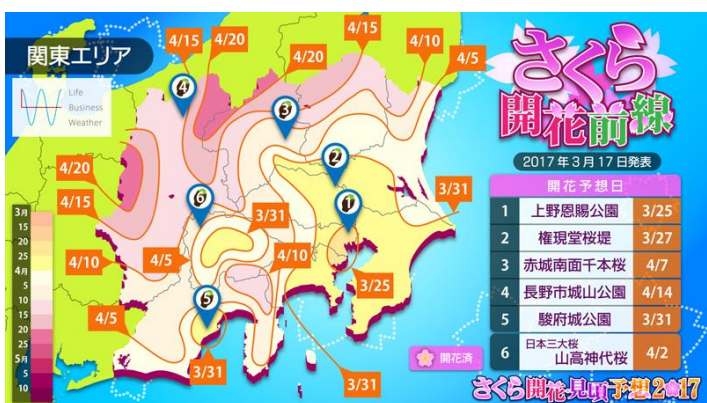 関東エリア
Life
Business
Weather
4/15
4/20
4/15
4/20
4/10
4/5
4
3
2
1
6
5
4/20
4/15
4/10
4/5
4/5
3/31
4/10
3/31
3/25
3/31
3/31
3月
15
20
25
4月
5
10
15
20
25
5月
5
10
開花済
さくら
開花前線
2017年3月17日発表
開花予想日
1 上野恩賜公園 3/25
2 権現堂桜堤 3/27
3 赤城南面千本桜 4/7
4 長野市城山公園 4/14
5 駿府城公園 3/31
6 日本三大桜 山高神代桜 4/2
さくら開花・見頃予想2017